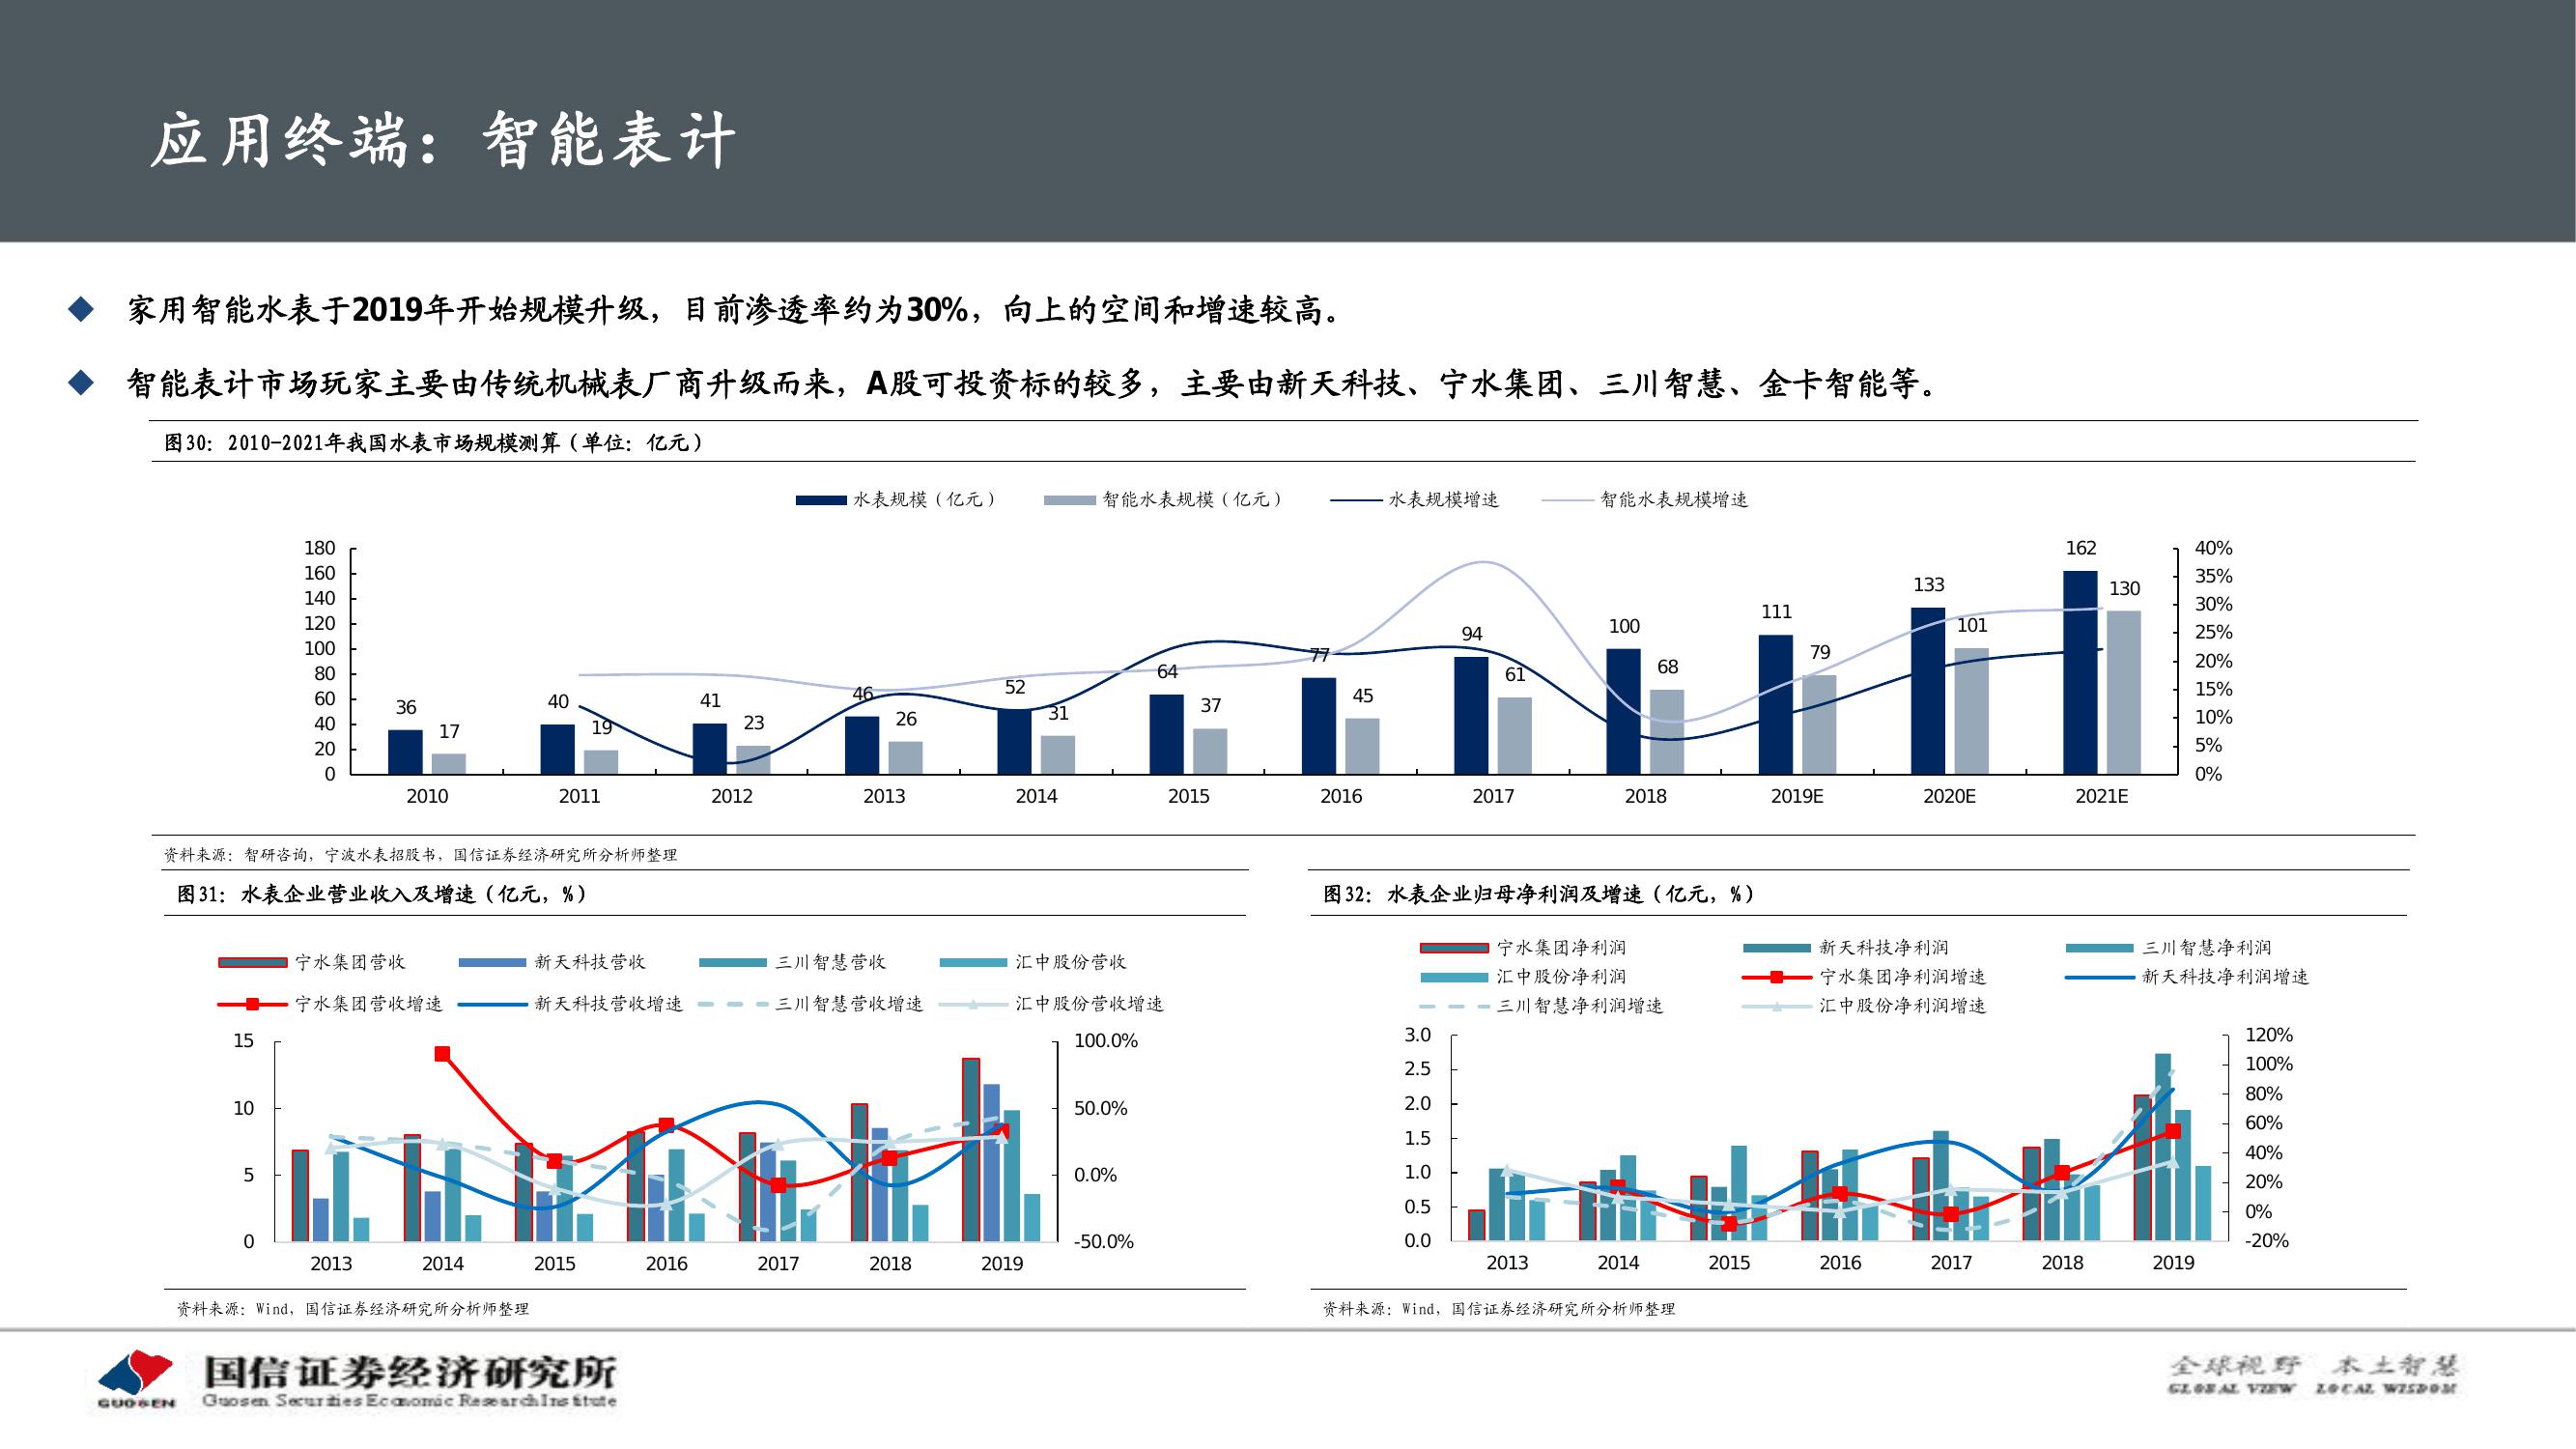 应用终端：智能表计
家用智能水表于2019年开始规模升级，目前渗透率约为30%，向上的空间和增速较高。
智能表计市场玩家主要由传统机械表厂商升级而来，A股可投资标的较多，主要由新天科技、宁水集团、三川智慧、金卡智能等。
图30：2010-2021年我国水表市场规模测算（单位：亿元）
水表规模（亿元） 智能水表规模（亿元） 水表规模增速 智能水表规模增速
180 162 40%
160 133 130 35%
140 111 30%
120 94 100 101 25%
100 77 79 20%
80 64 61 68 15%
60 46 52 45 10%
40 36 40 41 37 5%
20 17 19 23 26 31 0%
0
2010 2011 2012 2013 2014 2015 2016 2017 2018 2019E 2020E 2021E
资料来源：智研咨询，宁波水表招股书，国信证券经济研究所分析师整理
图31：水表企业营业收入及增速（亿元，%）
宁水集团营收 新天科技营收 三川智慧营收 汇中股份营收
宁水集团营收增速 新天科技营收增速 三川智慧营收增速 汇中股份营收增速
15 100.0%
10 50.0%
5 0.0%
0 -50.0%
2013 2014 2015 2016 2017 2018 2019
资料来源：Wind，国信证券经济研究所分析师整理
图32：水表企业归母净利润及增速（亿元，%）
宁水集团净利润 新天科技净利润 三川智慧净利润
汇中股份净利润 宁水集团净利润增速 新天科技净利润增速
三川智慧净利润增速 汇中股份净利润增速
3.0 120%
2.5 100%
2.0 80%
1.5 60%
1.0 40%
0.5 20%
0.0 0%
-20%
2013 2014 2015 2016 2017 2018 2019
资料来源：Wind，国信证券经济研究所分析师整理
GUOSEN
国信证券经济研究所
Guosen Securities Economic Research Institute
全球视野 本土智慧
GLOBAL VIEW LOCAL WISDOM